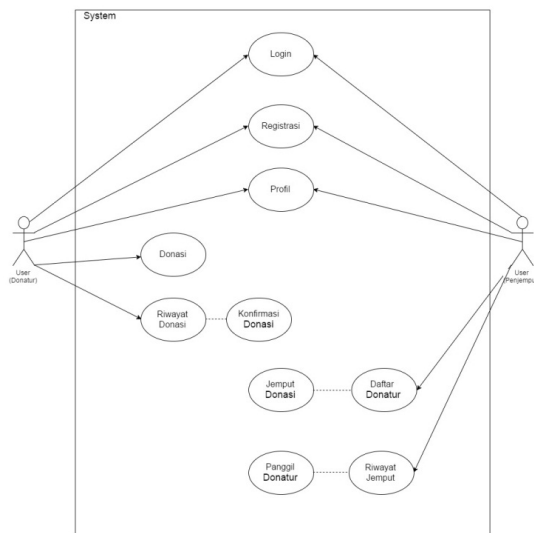 System
Login
Registrasi
Profil
User
(Donatur)
User
(Penjemput
Donasi
Riwayat
Donasi
Konfirmasi
Donasi
Jemput
Donasi
Daftar
Donatur
Panggil
Donatur
Riwayat
Jemput